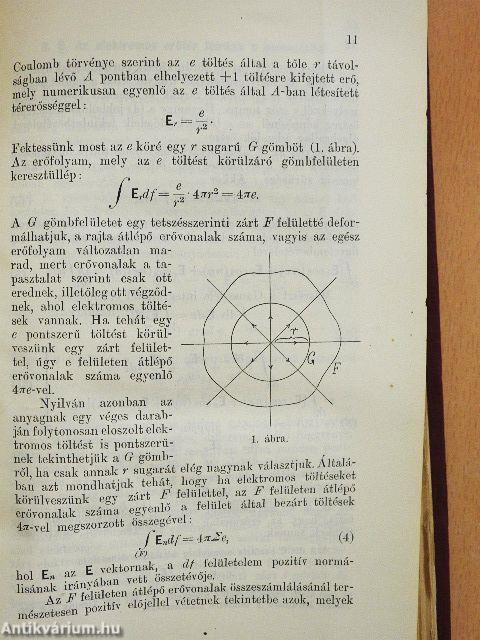 11
Coulomb törvénye szerint az e töltés által a tőle r távol-
ságban lévő A pontban elhelyezett +1 töltésre kifejtett erő,
mely numerikusan egyenlő az e töltés által A-ban létesített
térerősséggel:
E_r = e/r².
Fektessünk most az e köré egy r sugarú G gömböt (1. ábra).
Az erőfolyam, mely az e töltést körülzáró gömbfelületen
keresztüllép:
∫ E_r df = e/r² · 4πr² = 4πe.
A G gömbfelületet egy tetszésszerinti zárt F felületté defor-
málhatjuk, a rajta átlépő erővonalak száma, vagyis az egész
erőfolyam változatlan ma-
rad, mert erővonalak a ta-
pasztalat szerint csak ott
erednek, illetőleg ott végződ-
nek, ahol elektromos tölté-
sek vannak. Ha tehát egy
e pontszerű töltést körül-
veszünk egy zárt felület-
tel, úgy e felületen átlépő
erővonalak száma egyenlő
4πe-vel.
Nyilván azonban az
anyagnak egy véges darab-
ján folytonosan eloszolt elek-
tromos töltést is pontszerű-
nek tekinthetjük a G gömb-
r
G
F
1. ábra.
ről, ha csak annak r sugarát elég nagynak választjuk. Általá-
ban azt mondhatjuk tehát, hogy ha elektromos töltéseket
körülveszünk egy zárt F felülettel, az F felületen átlépő
erővonalak száma egyenlő a felület által bezárt töltések
4π-vel megszorzott összegével:
∫(F) E_n df = 4πΣe, (4)
hol E_n az E vektornak, a df felületelem pozitív normá-
lisának irányában vett összetévője.
Az F felületen átlépő erővonalak összeszámlálásánál ter-
mészetesen pozitív előjellel vétetnek tekintetbe azok, melyek
Antikvárium.hu